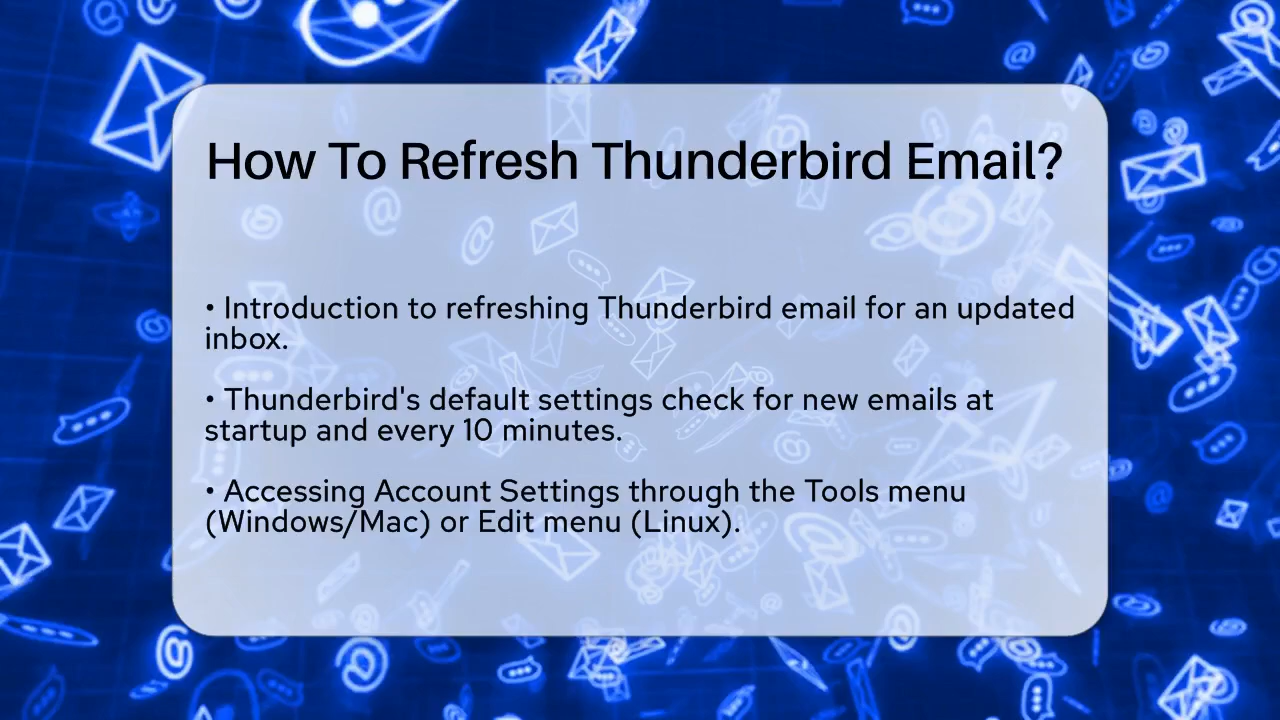 How To Refresh Thunderbird Email?
• Introduction to refreshing Thunderbird email for an updated
inbox.
• Thunderbird's default settings check for new emails at
startup and every 10 minutes.
• Accessing Account Settings through the Tools menu
(Windows/Mac) or Edit menu (Linux).